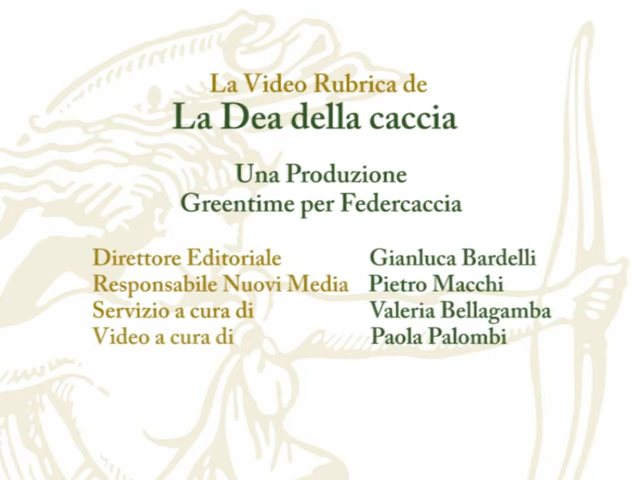 La Video Rubrica de
La Dea della caccia
Una Produzione
Greentime per Federcaccia
Direttore Editoriale Gianluca Bardelli
Responsabile Nuovi Media Pietro Macchi
Servizio a cura di Valeria Bellagamba
Video a cura di Paola Palombi